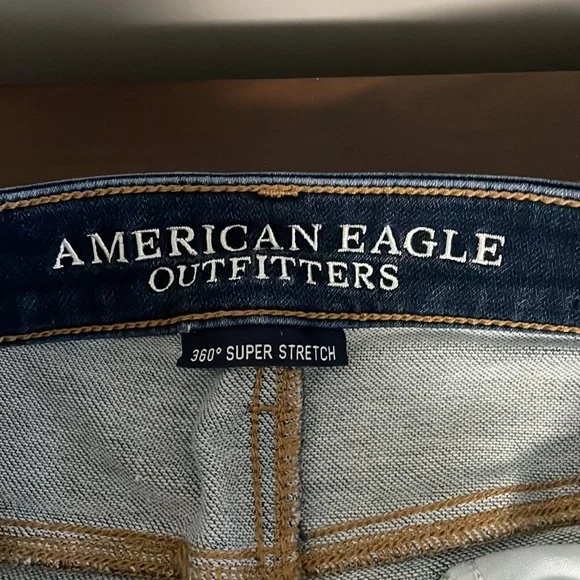 AMERICAN EAGLE
OUTFITTERS
360° SUPER STRETCH